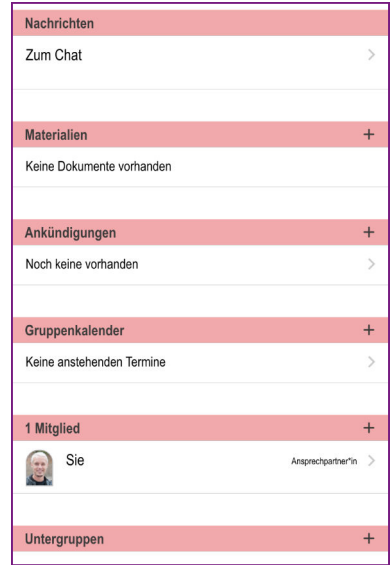 Nachrichten
Zum Chat
Materialien +
Keine Dokumente vorhanden
Ankündigungen +
Noch keine vorhanden
Gruppenkalender +
Keine anstehenden Termine
1 Mitglied +
Sie Ansprechpartner*in
Untergruppen +